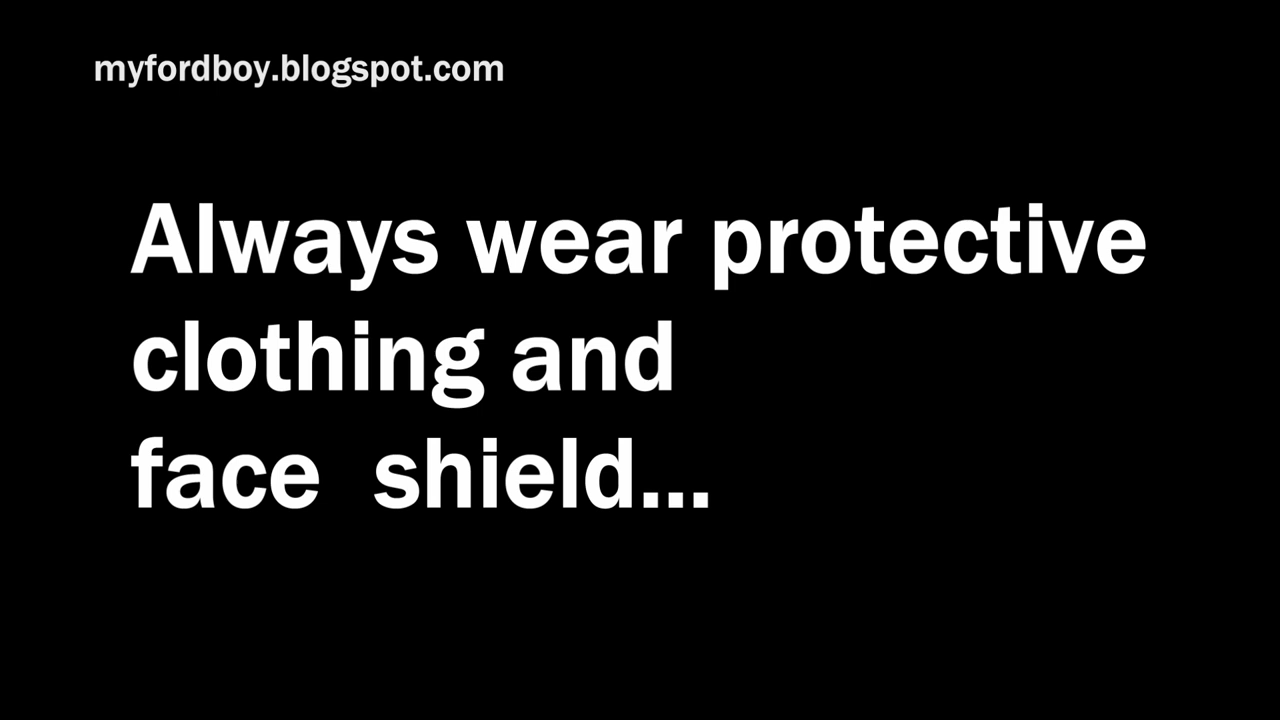 myfordboy.blogspot.com
Always wear protective
clothing and
face  shield...